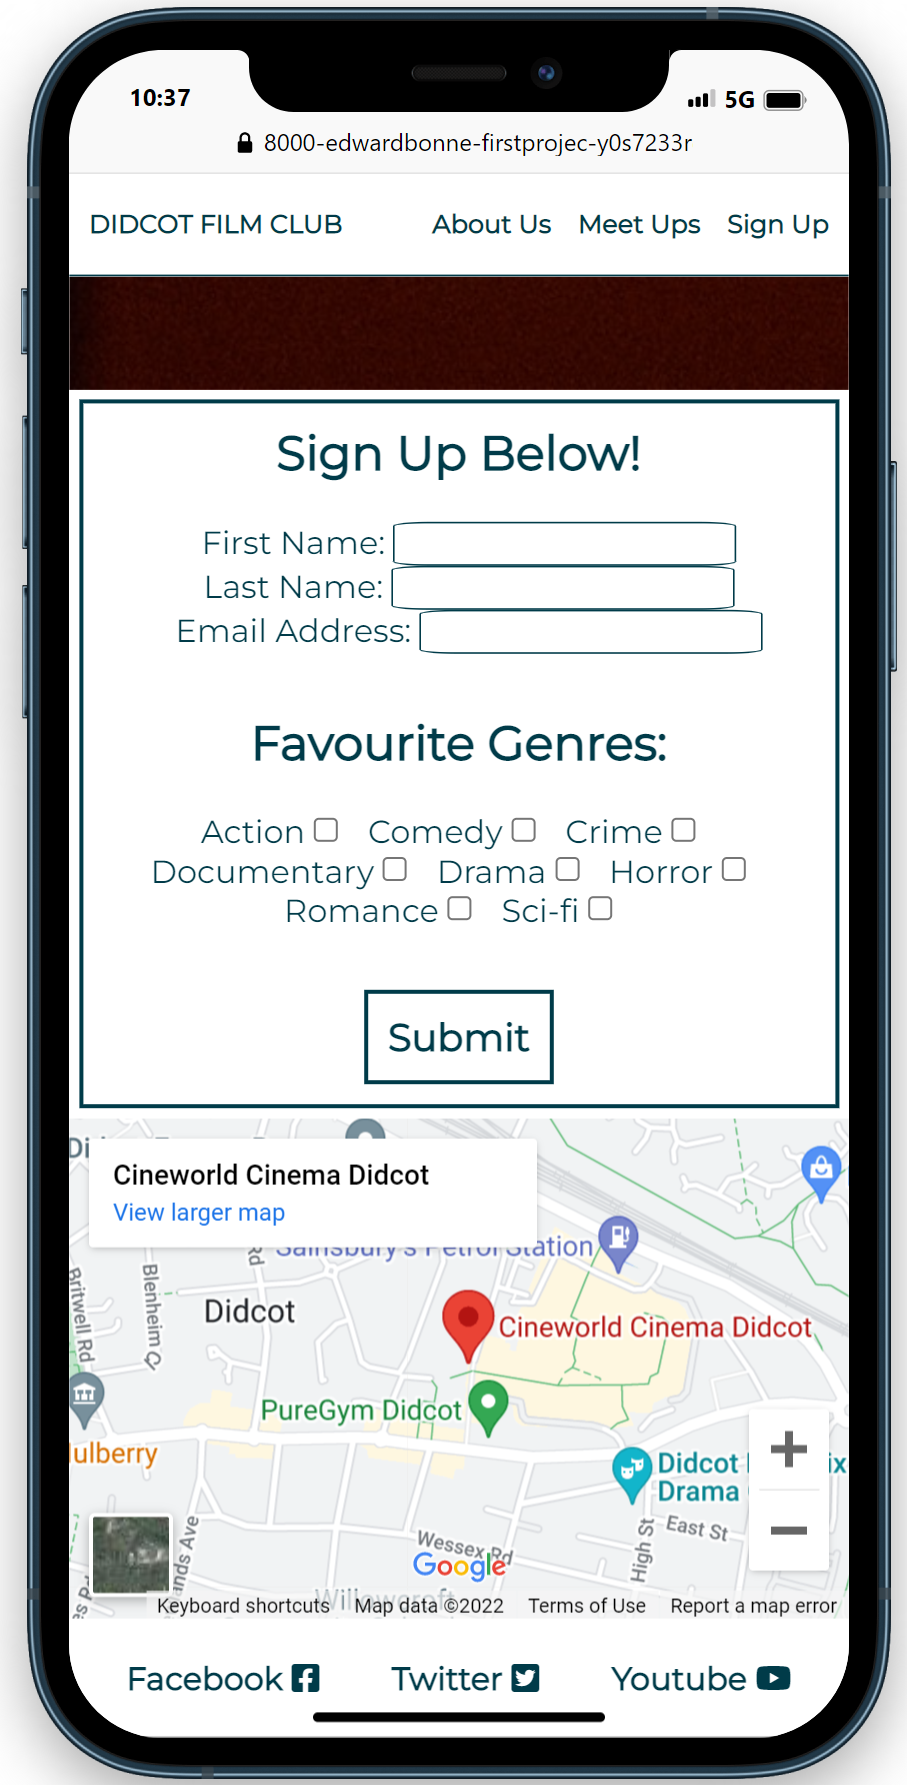 10:37
5G
8000-edwardbonne-firstprojec-y0s7233r
DIDCOT FILM CLUB About Us Meet Ups Sign Up
Sign Up Below!
First Name:
Last Name:
Email Address:
Favourite Genres:
Action Comedy Crime
Documentary Drama Horror
Romance Sci-fi
Submit
Cineworld Cinema Didcot
View larger map
Sainsbury's Petrol Station
Rd
Britwell Rd
Blenheim Cl
Didcot
Cineworld Cinema Didcot
PureGym Didcot
Didcot
Drama
East St
High St
Wessex Rd
Google
Keyboard shortcuts Map data ©2022 Terms of Use Report a map error
Facebook Twitter Youtube